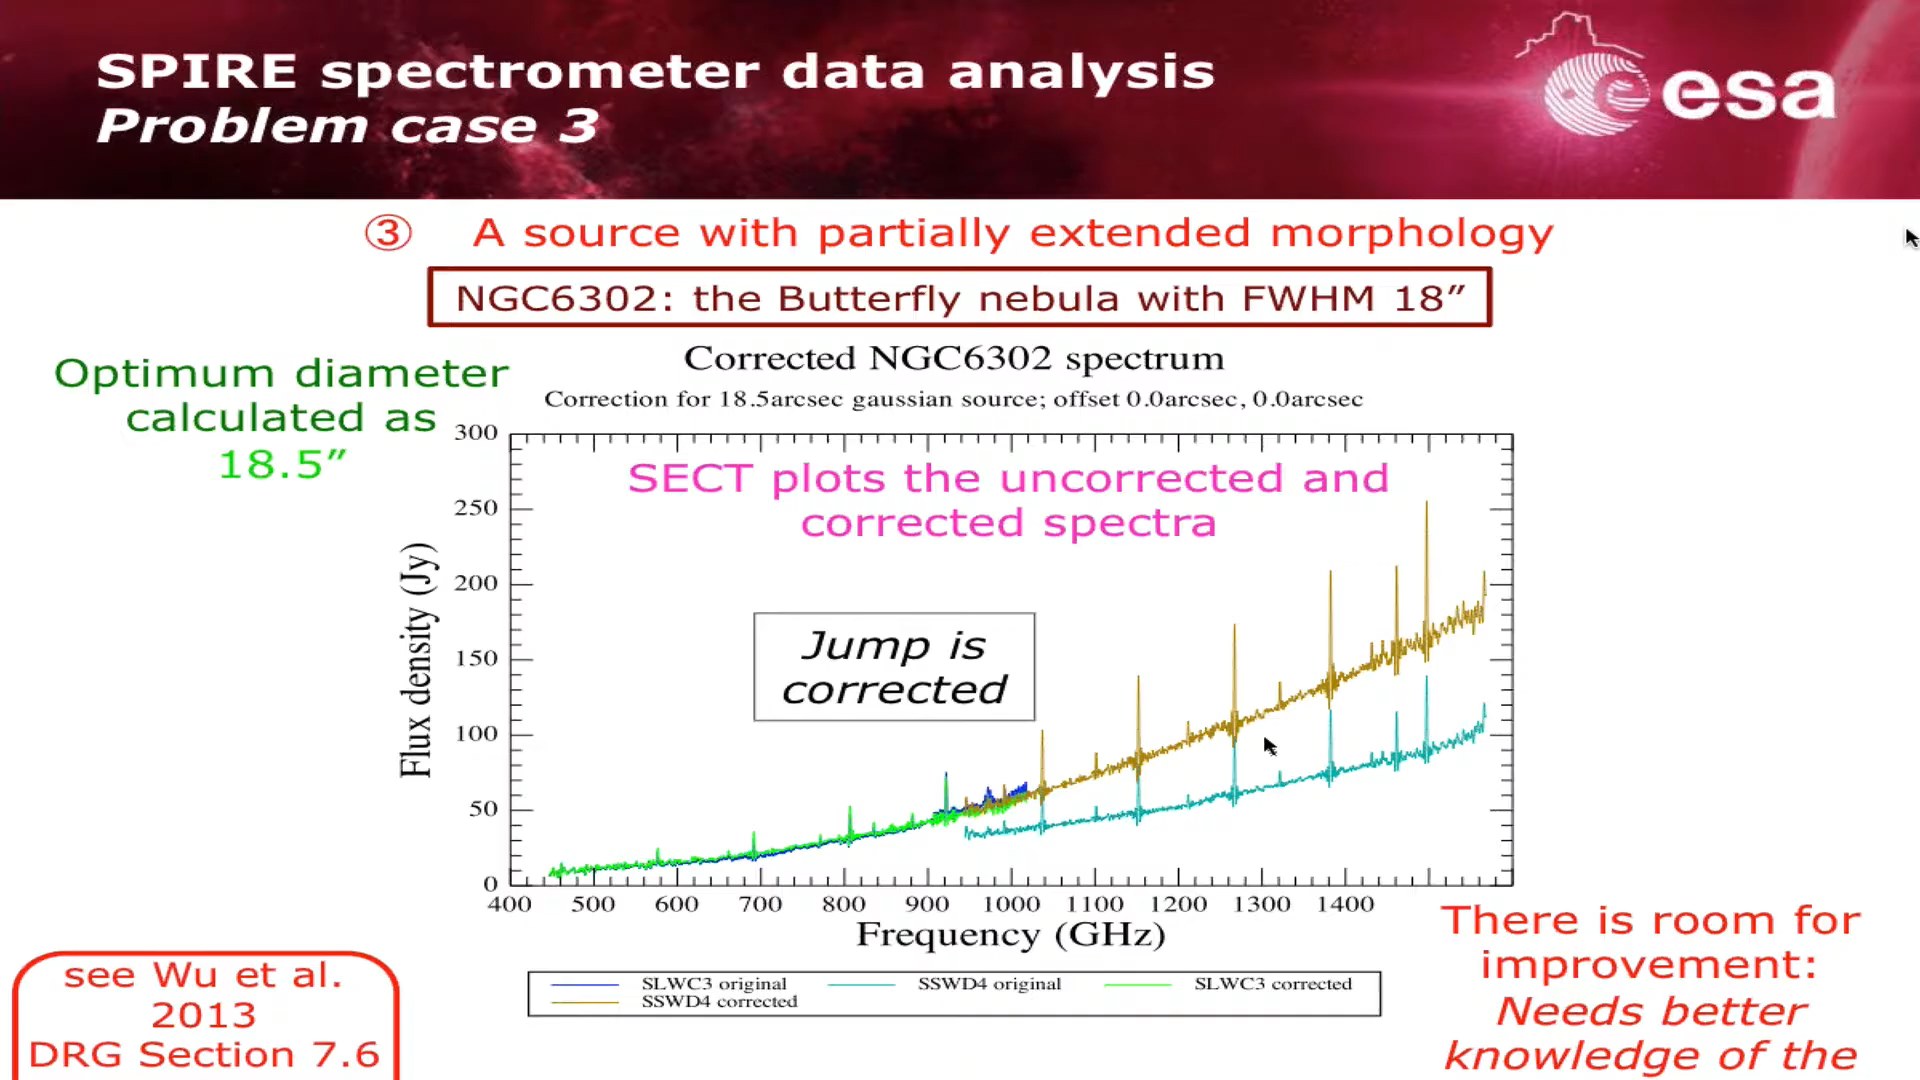 SPIRE spectrometer data analysis
Problem case 3
esa
③ A source with partially extended morphology
NGC6302: the Butterfly nebula with FWHM 18”
Optimum diameter
calculated as
18.5”
Corrected NGC6302 spectrum
Correction for 18.5arcsec gaussian source; offset 0.0arcsec, 0.0arcsec
SECT plots the uncorrected and
corrected spectra
Jump is
corrected
Flux density (Jy)
300
250
200
150
100
50
0
400 500 600 700 800 900 1000 1100 1200 1300 1400
Frequency (GHz)
SLWC3 original SSWD4 original SLWC3 corrected
SSWD4 corrected
see Wu et al.
2013
DRG Section 7.6
There is room for
improvement:
Needs better
knowledge of the